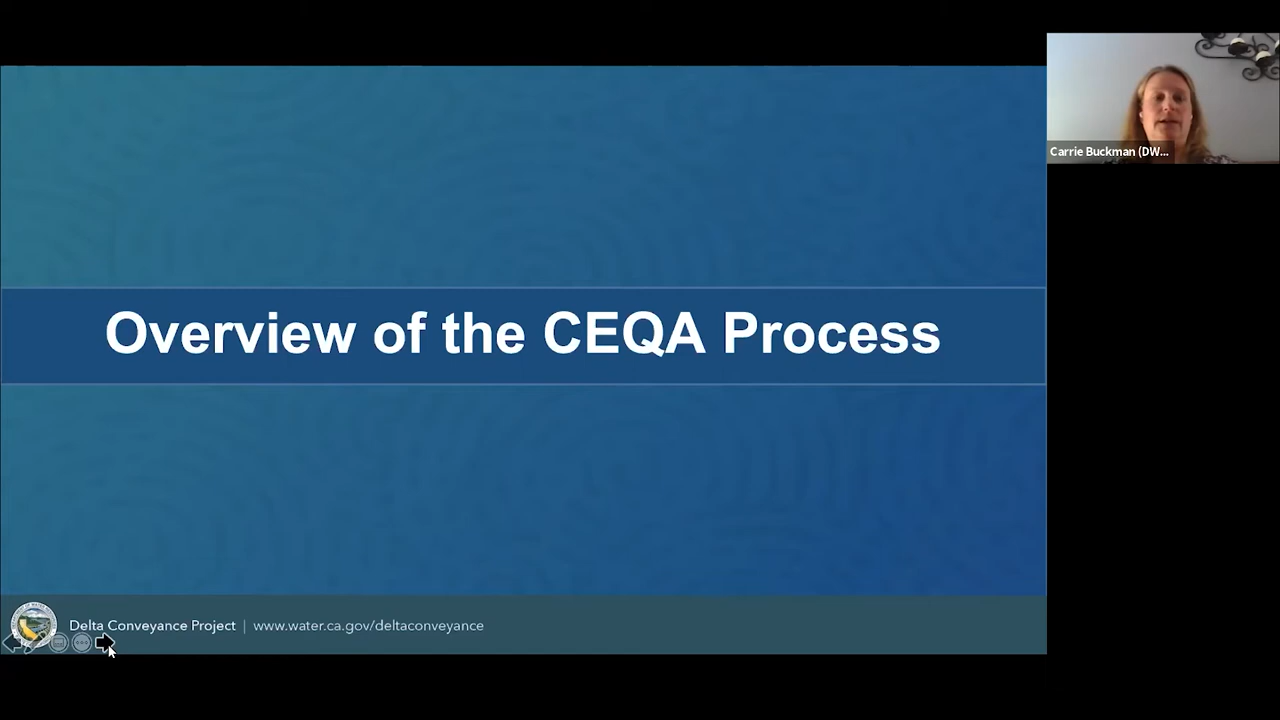 Carrie Buckman (DW...
Overview of the CEQA Process
Delta Conveyance Project | www.water.ca.gov/deltaconveyance